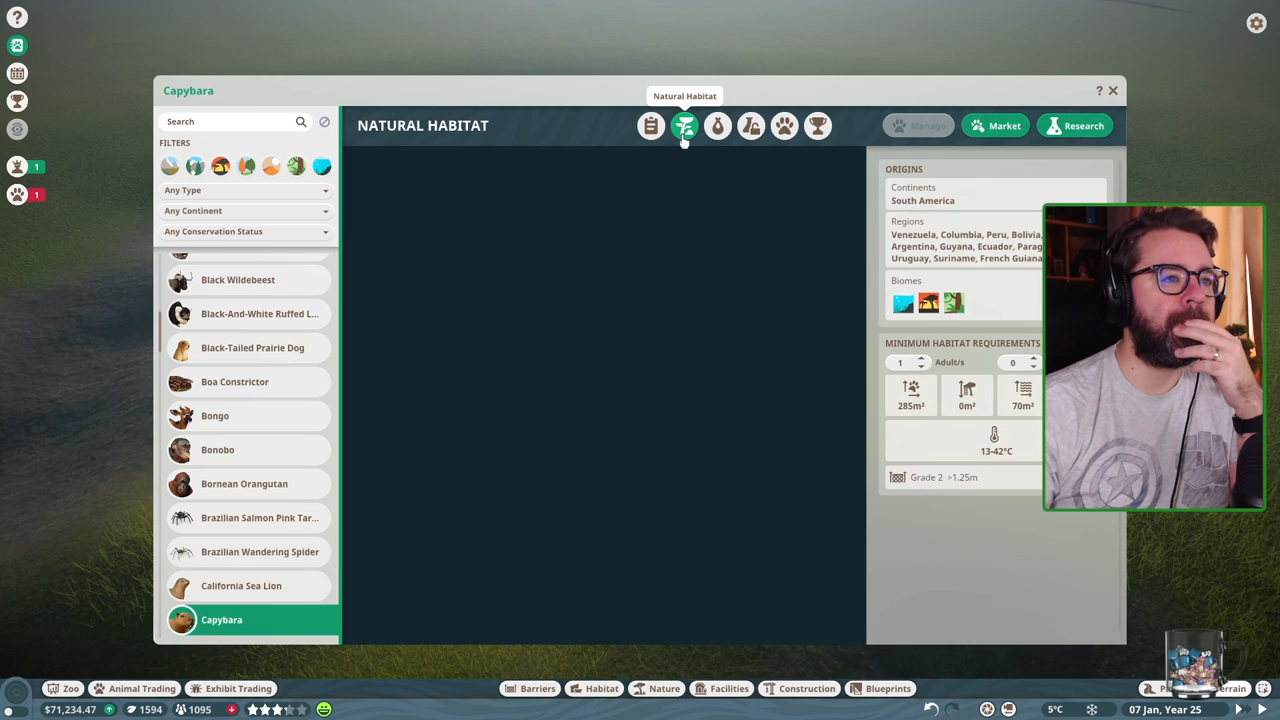 ?
1
1
Capybara
?
Natural Habitat
Search
NATURAL HABITAT
Manage
Market
Research
FILTERS
Any Type
Any Continent
Any Conservation Status
Black Wildebeest
Black-And-White Ruffed L...
Black-Tailed Prairie Dog
Boa Constrictor
Bongo
Bonobo
Bornean Orangutan
Brazilian Salmon Pink Tar...
Brazilian Wandering Spider
California Sea Lion
Capybara
ORIGINS
Continents
South America
Regions
Venezuela, Columbia, Peru, Bolivia,
Argentina, Guyana, Ecuador, Parag
Uruguay, Suriname, French Guiana
Biomes
MINIMUM HABITAT REQUIREMENTS
1 Adult/s 0
285m² 0m² 70m²
13-42°C
Grade 2 >1.25m
Zoo
Animal Trading
Exhibit Trading
Barriers
Habitat
Nature
Facilities
Construction
Blueprints
$71,234.47
1594
1095
5°C
07 Jan, Year 25